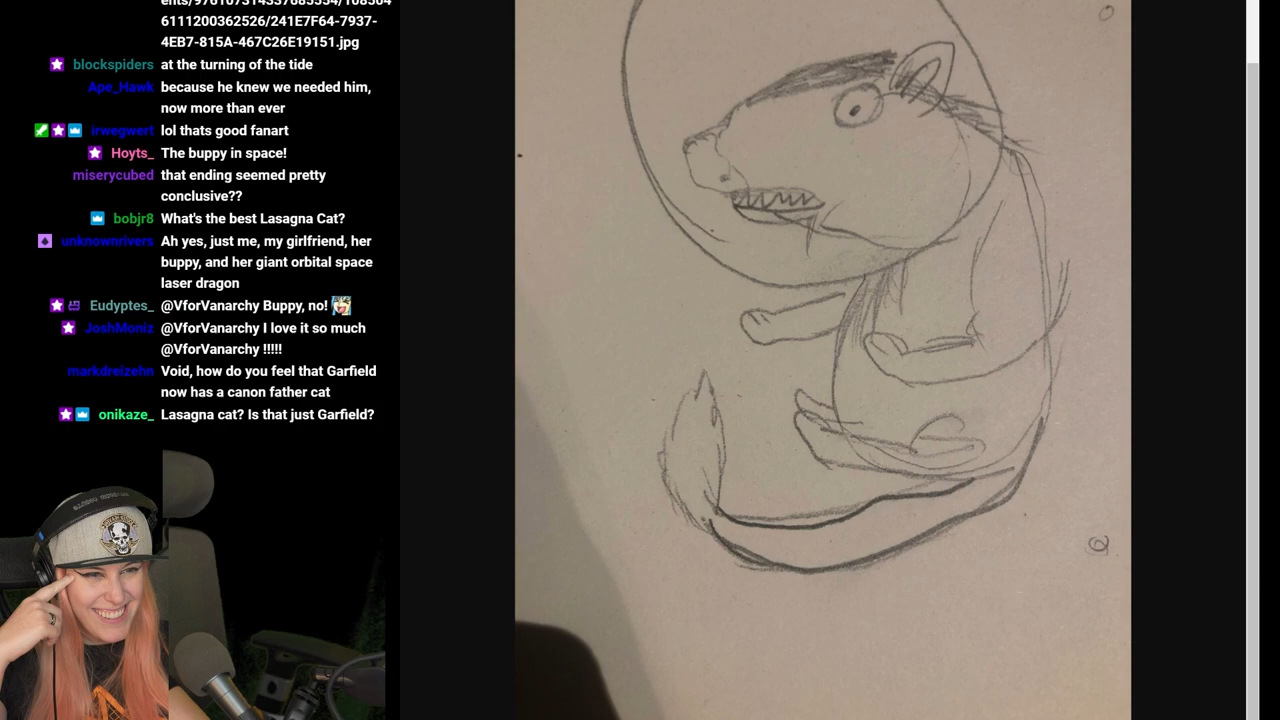 ents/976107314337685534/108504
6111200362526/241E7F64-7937-
4EB7-815A-467C26E19151.jpg
blockspiders at the turning of the tide
Ape_Hawk because he knew we needed him,
now more than ever
irwegwert lol thats good fanart
Hoyts_ The buppy in space!
miserycubed that ending seemed pretty
conclusive??
bobjr8 What's the best Lasagna Cat?
unknownrivers Ah yes, just me, my girlfriend, her
buppy, and her giant orbital space
laser dragon
Eudyptes_ @VforVanarchy Buppy, no!
JoshMoniz @VforVanarchy I love it so much
@VforVanarchy !!!!!
markdreizehn Void, how do you feel that Garfield
now has a canon father cat
onikaze_ Lasagna cat? Is that just Garfield?